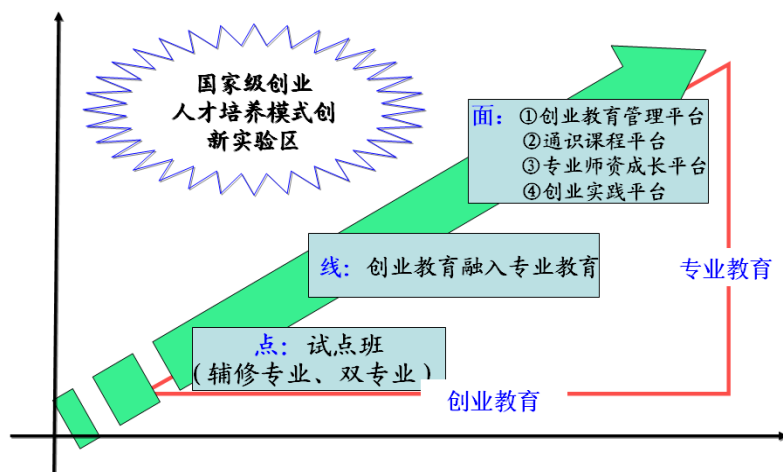 国家级创业
人才培养模式创
新实验区
面：①创业教育管理平台
②通识课程平台
③专业师资成长平台
④创业实践平台
线：创业教育融入专业教育
专业教育
点：试点班
（辅修专业、双专业）
创业教育